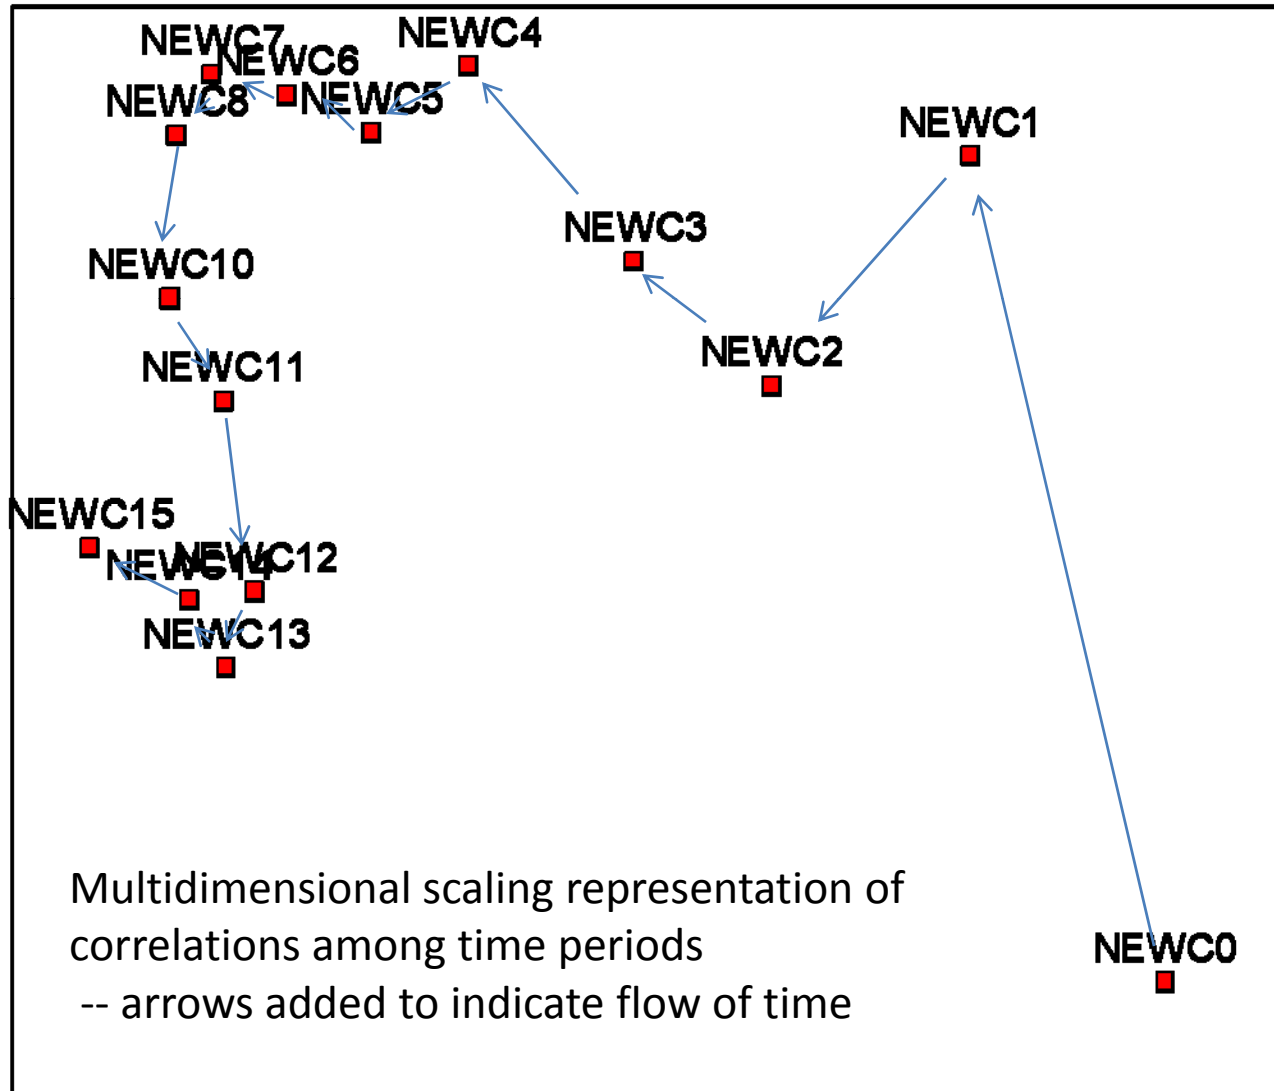 NEWC4
NEWC7
NEWC6
NEWC8
NEWC5
NEWC1
NEWC3
NEWC10
NEWC2
NEWC11
NEWC15
NEWC12
NEWC14
NEWC13
Multidimensional scaling representation of
correlations among time periods
-- arrows added to indicate flow of time
NEWC0